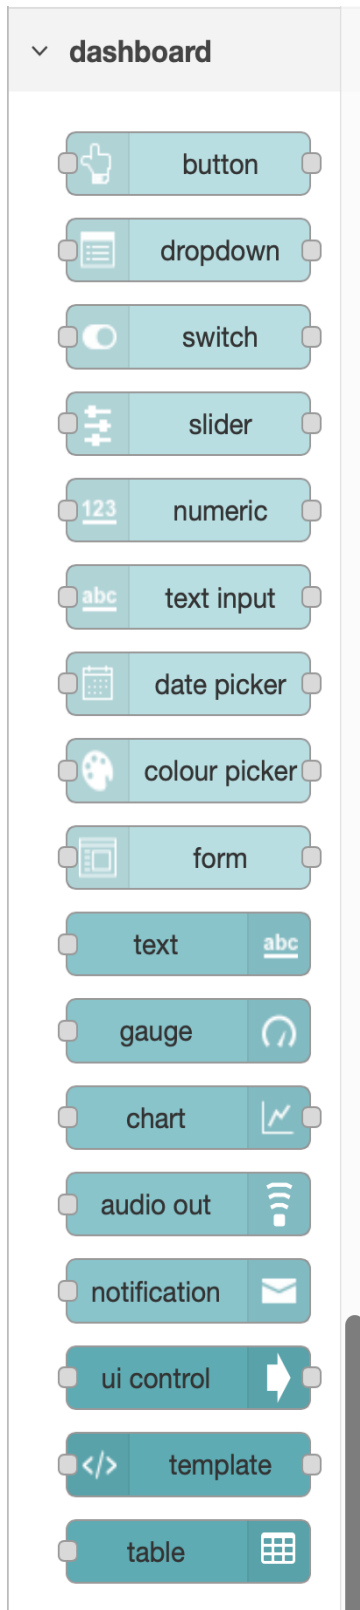 dashboard
button
dropdown
switch
slider
123 numeric
abc text input
date picker
colour picker
form
text abc
gauge
chart
audio out
notification
ui control
</> template
table